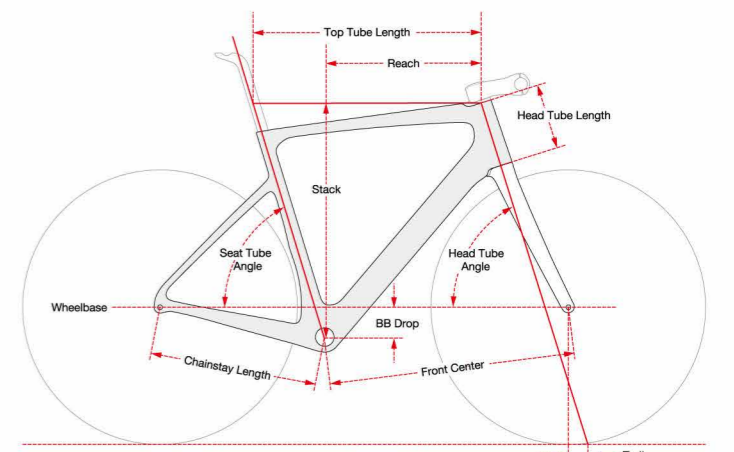 Top Tube Length
Reach
Head Tube Length
Stack
Seat Tube
Angle
Head Tube
Angle
Wheelbase
BB Drop
Chainstay Length
Front Center